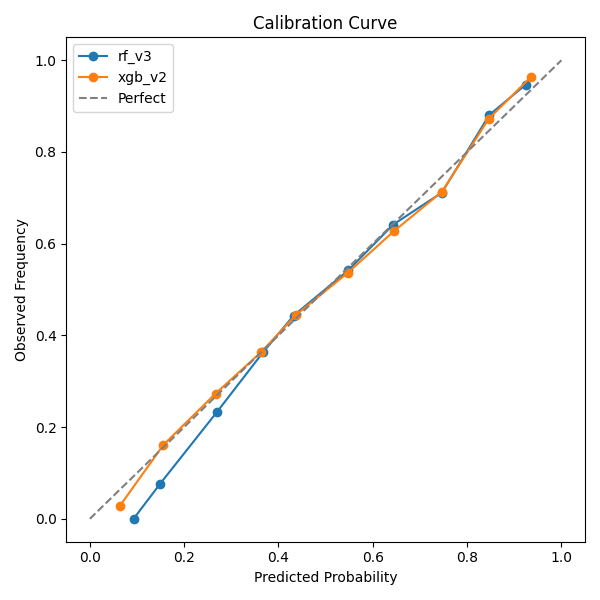 Calibration Curve
rf_v3
xgb_v2
Perfect
1.0
0.8
0.6
0.4
0.2
0.0
Observed Frequency
0.0 0.2 0.4 0.6 0.8 1.0
Predicted Probability